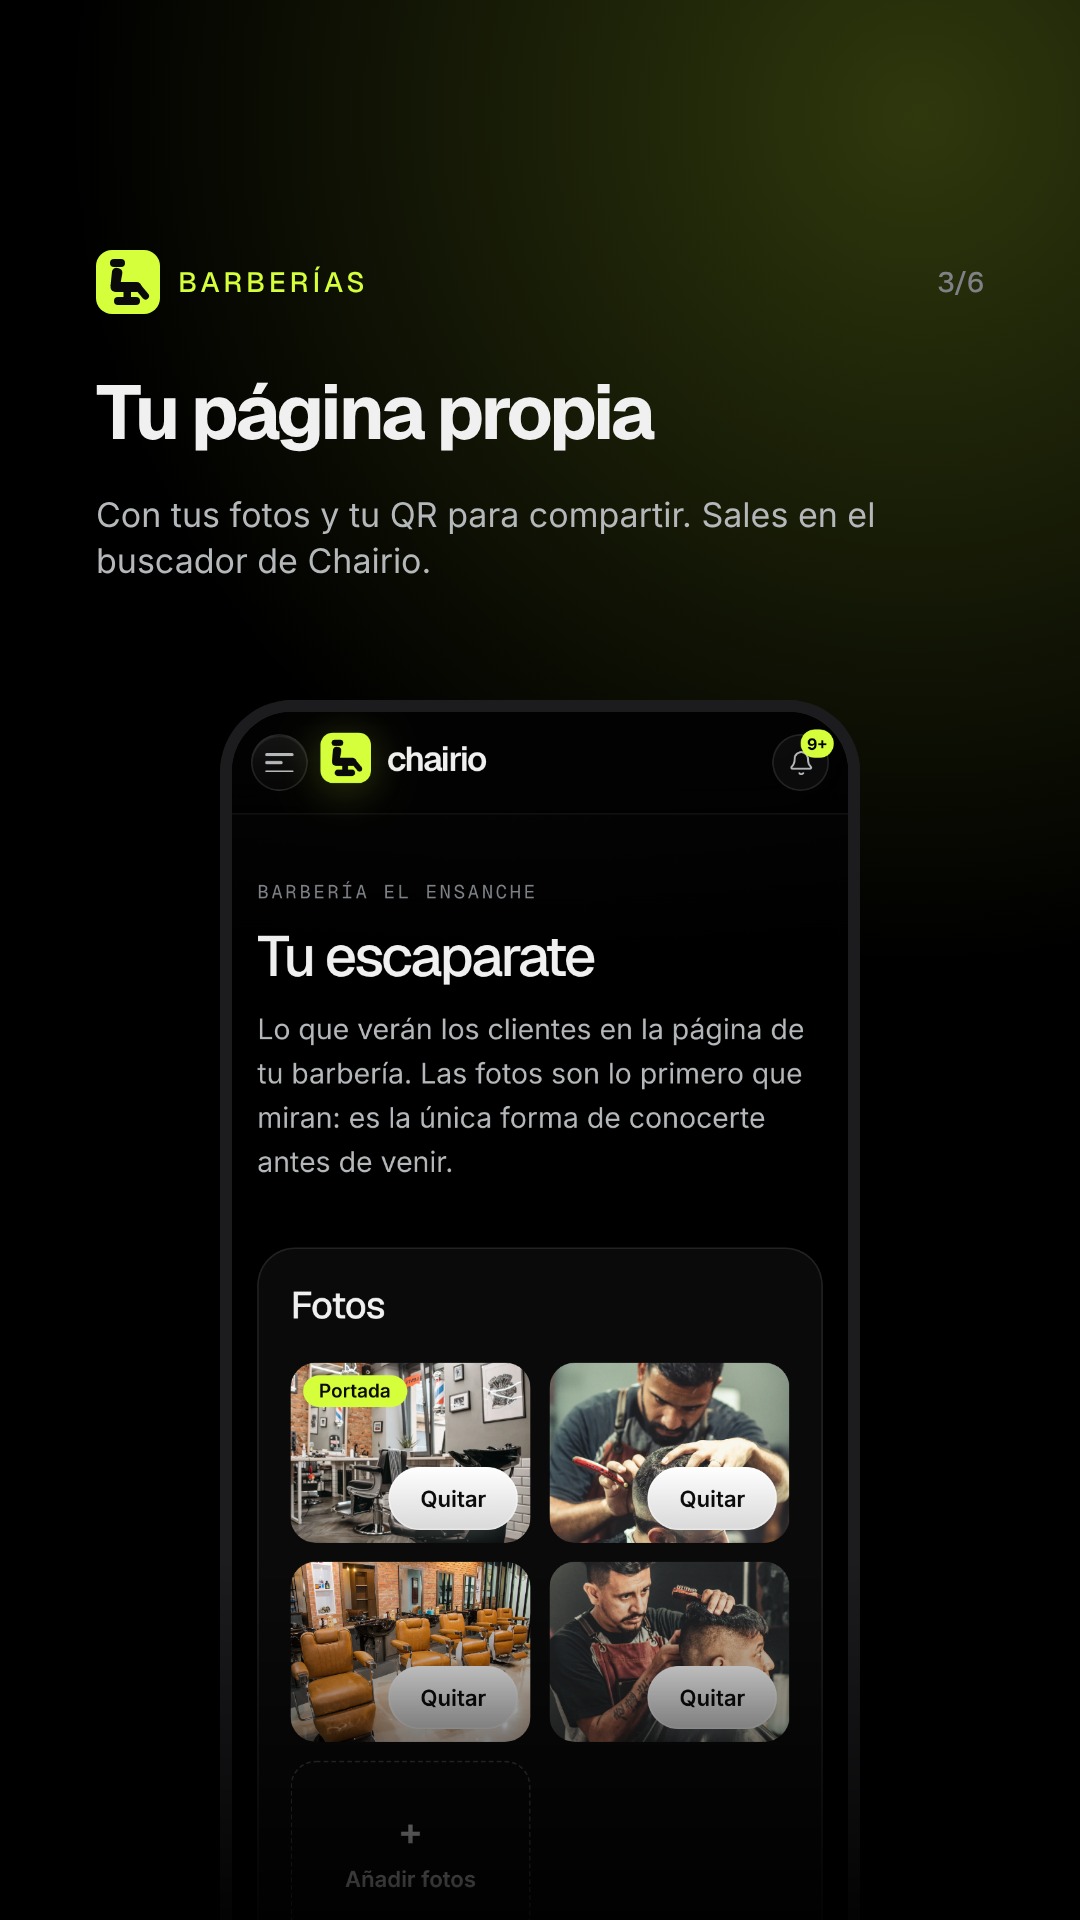 BARBERÍAS
3/6
Tu página propia
Con tus fotos y tu QR para compartir. Sales en el
buscador de Chairio.
chairio
9+
BARBERÍA EL ENSANCHE
Tu escaparate
Lo que verán los clientes en la página de
tu barbería. Las fotos son lo primero que
miran: es la única forma de conocerte
antes de venir.
Fotos
Portada
Quitar
Quitar
Quitar
Quitar
+
Añadir fotos